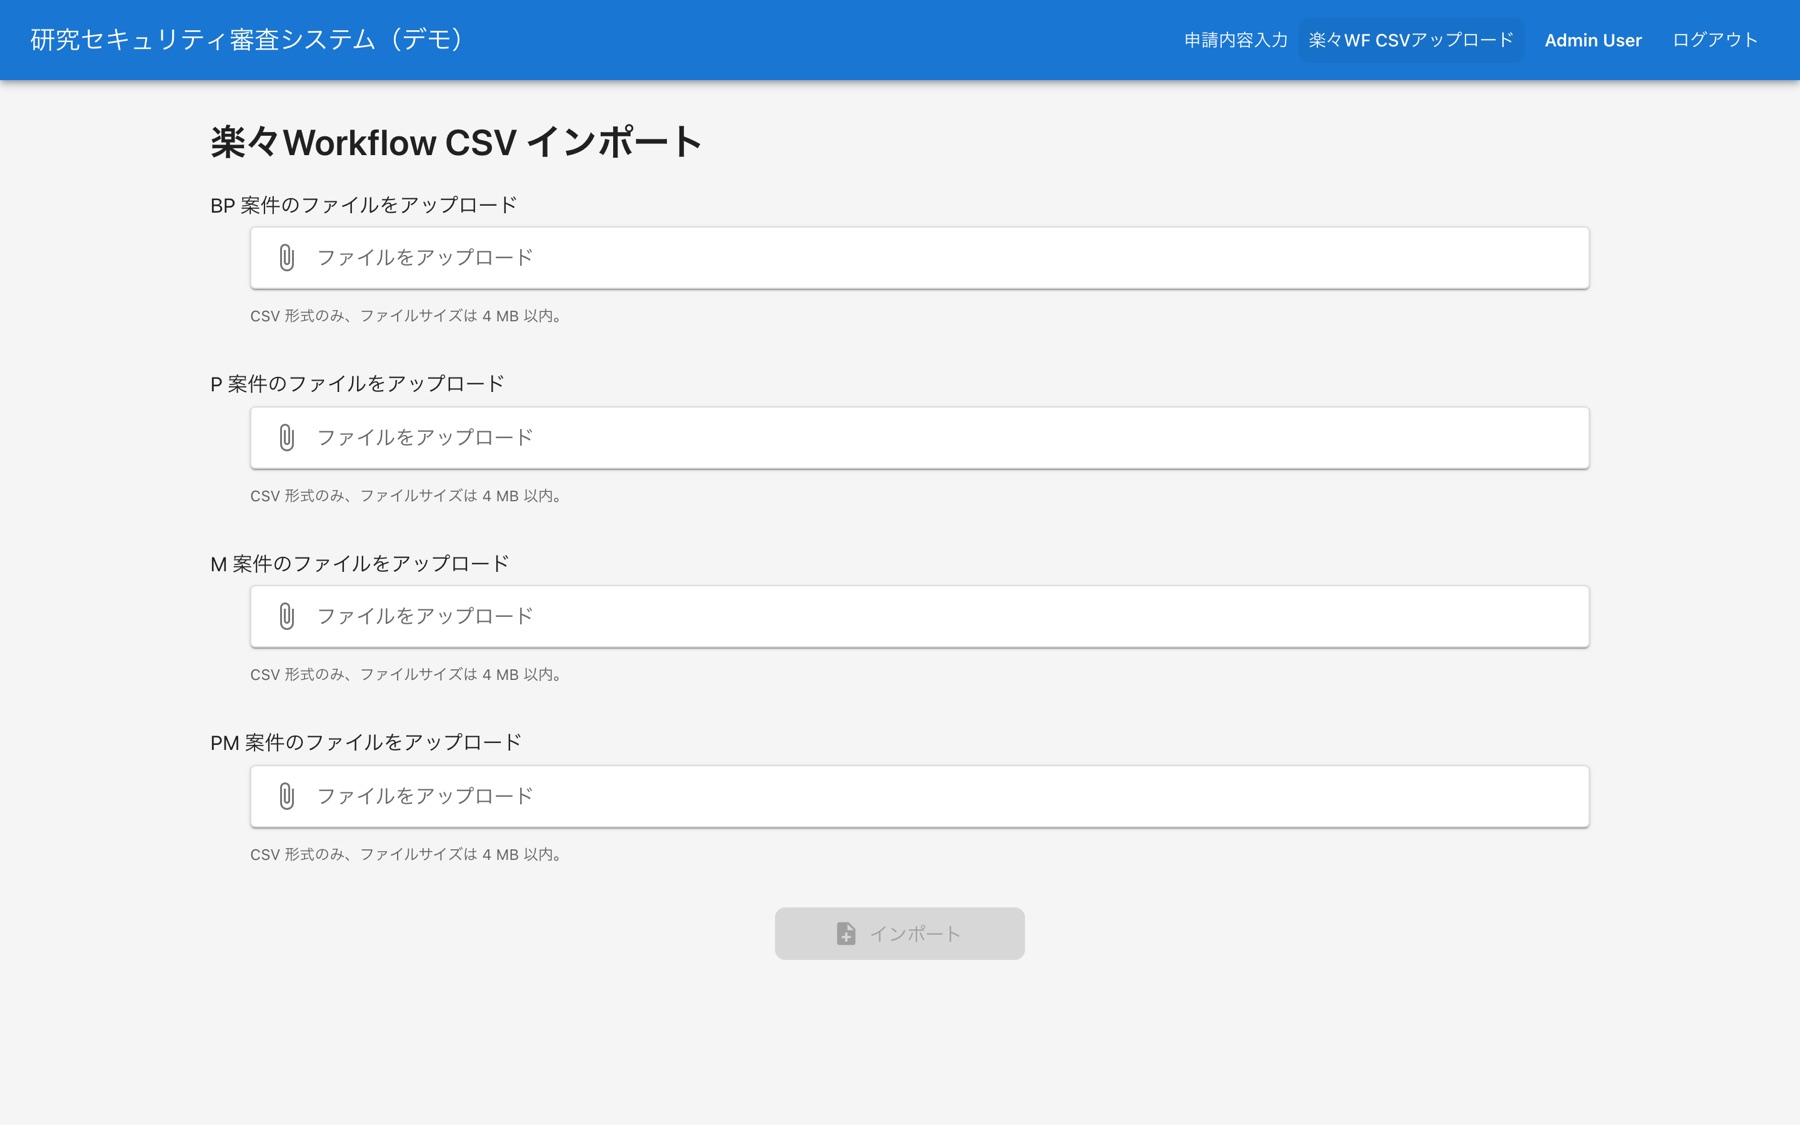 研究セキュリティ審査システム（デモ）
申請内容入力 楽々WF CSVアップロード Admin User ログアウト
楽々Workflow CSV インポート
BP 案件のファイルをアップロード
ファイルをアップロード
CSV 形式のみ、ファイルサイズは 4 MB 以内。
P 案件のファイルをアップロード
ファイルをアップロード
CSV 形式のみ、ファイルサイズは 4 MB 以内。
M 案件のファイルをアップロード
ファイルをアップロード
CSV 形式のみ、ファイルサイズは 4 MB 以内。
PM 案件のファイルをアップロード
ファイルをアップロード
CSV 形式のみ、ファイルサイズは 4 MB 以内。
インポート